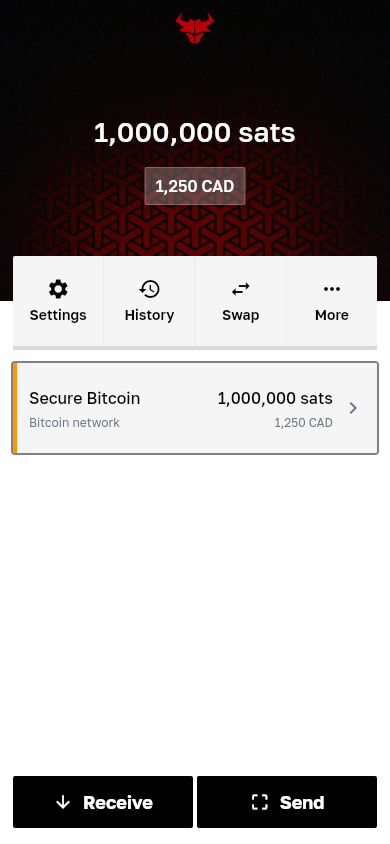 1,000,000 sats
1,250 CAD
Settings
History
Swap
More
Secure Bitcoin
1,000,000 sats
Bitcoin network
1,250 CAD
Receive
Send